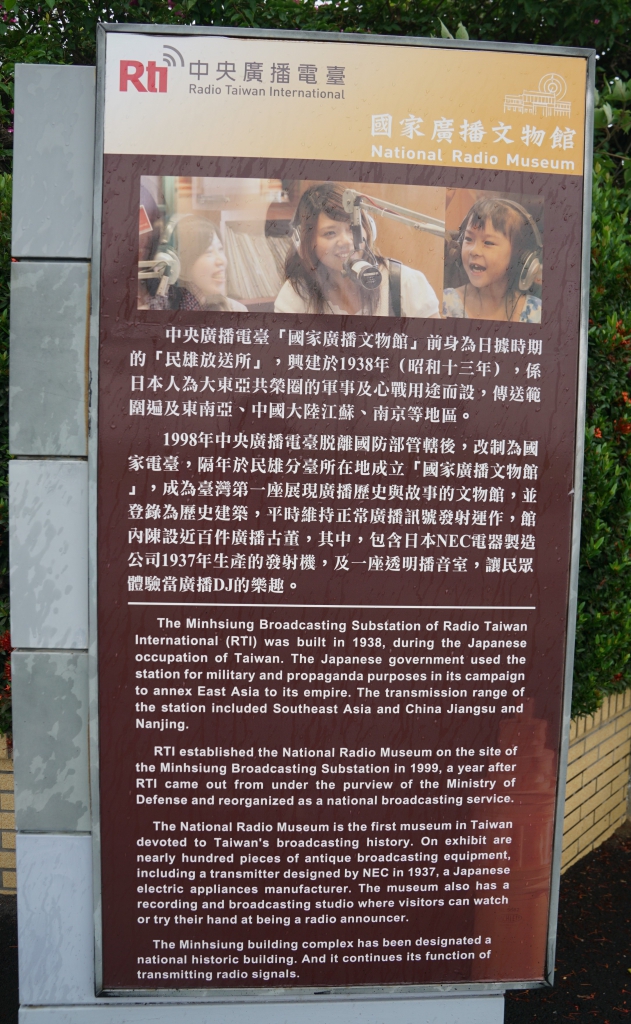 Rti 中央廣播電臺
Radio Taiwan International
國家廣播文物館
National Radio Museum
中央廣播電臺「國家廣播文物館」前身為日據時期
的「民雄放送所」，興建於1938年（昭和十三年），係
日本人為大東亞共榮圈的軍事及心戰用途而設，傳送範
圍遍及東南亞、中國大陸江蘇、南京等地區。
1998年中央廣播電臺脫離國防部管轄後，改制為國
家電臺，隔年於民雄分臺所在地成立『國家廣播文物館
』，成為臺灣第一座展現廣播歷史與故事的文物館，並
登錄為歷史建築，平時維持正常廣播訊號發射運作，館
內陳設近百件廣播古董，其中，包含日本NEC電器製造
公司1937年生產的發射機，及一座透明播音室，讓民眾
體驗當廣播DJ的樂趣。
The Minhsiung Broadcasting Substation of Radio Taiwan
International (RTI) was built in 1938, during the Japanese
occupation of Taiwan. The Japanese government used the
station for military and propaganda purposes in its campaign
to annex East Asia to its empire. The transmission range of
the station included Southeast Asia and China Jiangsu and
Nanjing.
RTI established the National Radio Museum on the site of
the Minhsiung Broadcasting Substation in 1999, a year after
RTI came out from under the purview of the Ministry of
Defense and reorganized as a national broadcasting service.
The National Radio Museum is the first museum in Taiwan
devoted to Taiwan's broadcasting history. On exhibit are
nearly hundred pieces of antique broadcasting equipment,
including a transmitter designed by NEC in 1937, a Japanese
electric appliances manufacturer. The museum also has a
recording and broadcasting studio where visitors can watch
or try their hand at being a radio announcer.
The Minhsiung building complex has been designated a
national historic building. And it continues its function of
transmitting radio signals.